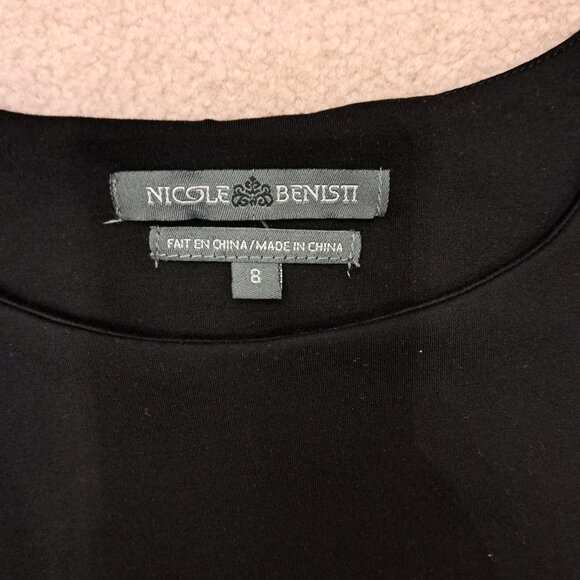 NICOLE BENISTI
FAIT EN CHINA/MADE IN CHINA
8